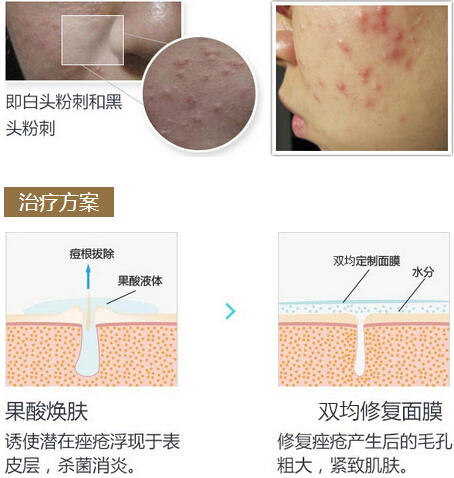 即白头粉刺和黑
头粉刺
治疗方案
痘根拔除
果酸液体
双均定制面膜
水分
果酸焕肤
诱使潜在痤疮浮现于表
皮层，杀菌消炎。
双均修复面膜
修复痤疮产生后的毛孔
粗大，紧致肌肤。